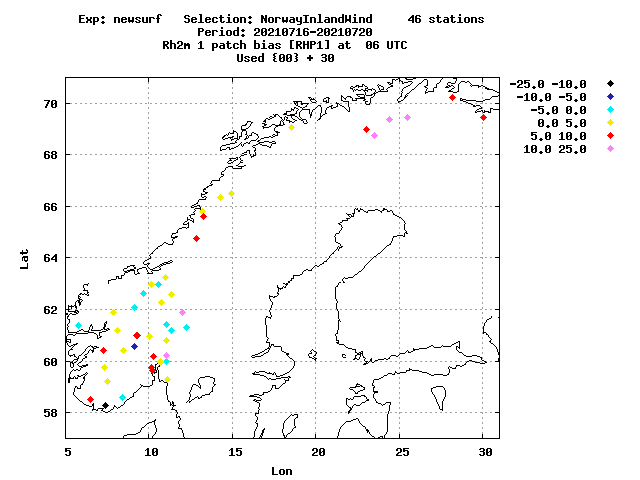 Exp: newsurf   Selection: NorwayInlandWind     46 stations
Period: 20210716-20210720
Rh2m 1 patch bias [RHP1] at  06 UTC
Used {00} + 30
-25.0 -10.0
-10.0 -5.0
-5.0 0.0
0.0 5.0
5.0 10.0
10.0 25.0
70
68
66
64
62
60
58
Lat
5 10 15 20 25 30
Lon